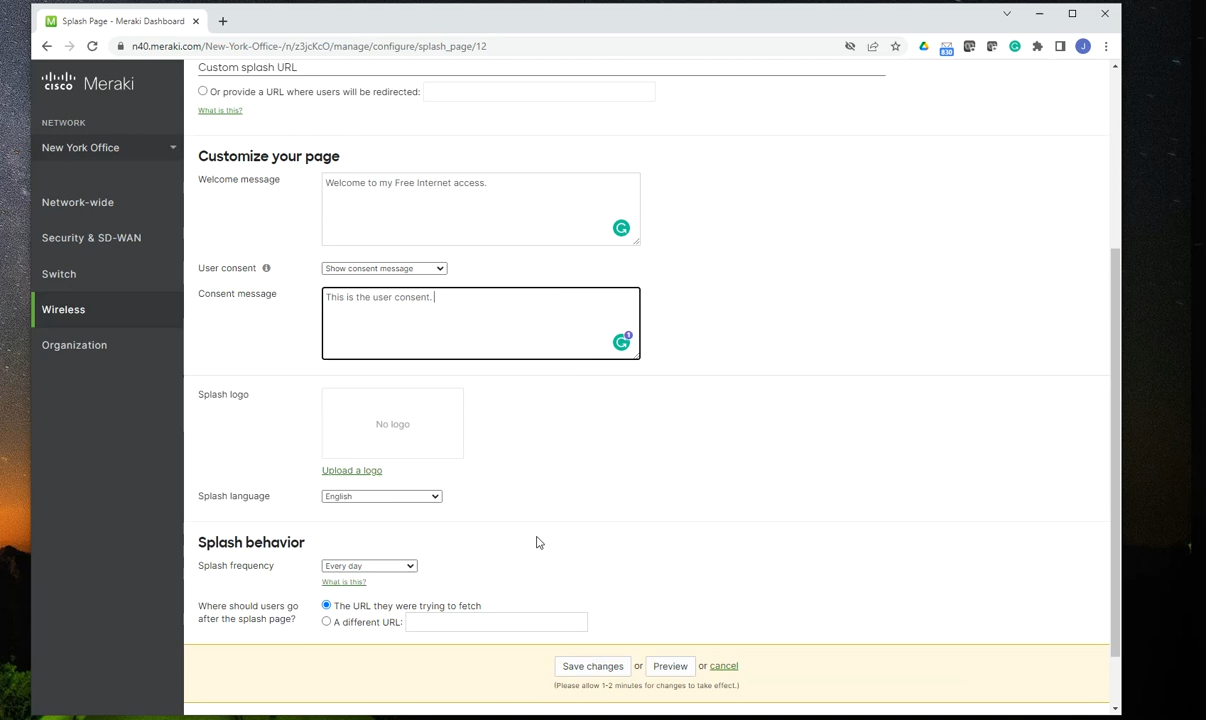 Splash Page - Meraki Dashboard
n40.meraki.com/New-York-Office-/n/z3jcKcO/manage/configure/splash_page/12
830
J
cisco Meraki
NETWORK
New York Office
Network-wide
Security & SD-WAN
Switch
Wireless
Organization
Custom splash URL
Or provide a URL where users will be redirected:
What is this?
Customize your page
Welcome message
Welcome to my Free Internet access.
User consent
Show consent message
Consent message
This is the user consent.
1
Splash logo
No logo
Upload a logo
Splash language
English
Splash behavior
Splash frequency
Every day
What is this?
Where should users go
after the splash page?
The URL they were trying to fetch
A different URL:
Save changes or Preview or cancel
(Please allow 1-2 minutes for changes to take effect.)